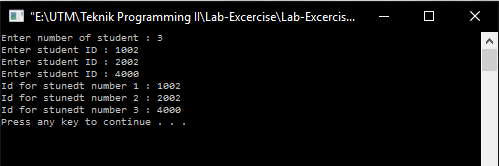 "E:\UTM\Teknik Programming II\Lab-Excercise\Lab-Excercis...
Enter number of student : 3
Enter student ID : 1002
Enter student ID : 2002
Enter student ID : 4000
Id for stunedt number 1 : 1002
Id for stunedt number 2 : 2002
Id for stunedt number 3 : 4000
Press any key to continue . . .